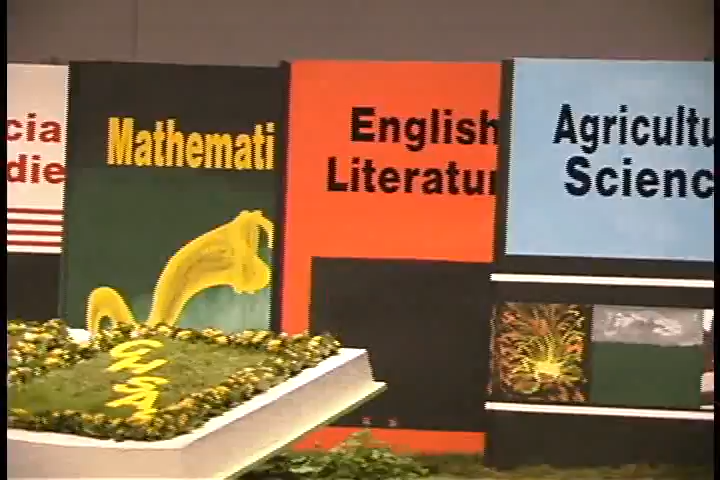 cia
die
Mathemati
English
Literatur
Agricultu
Scienc